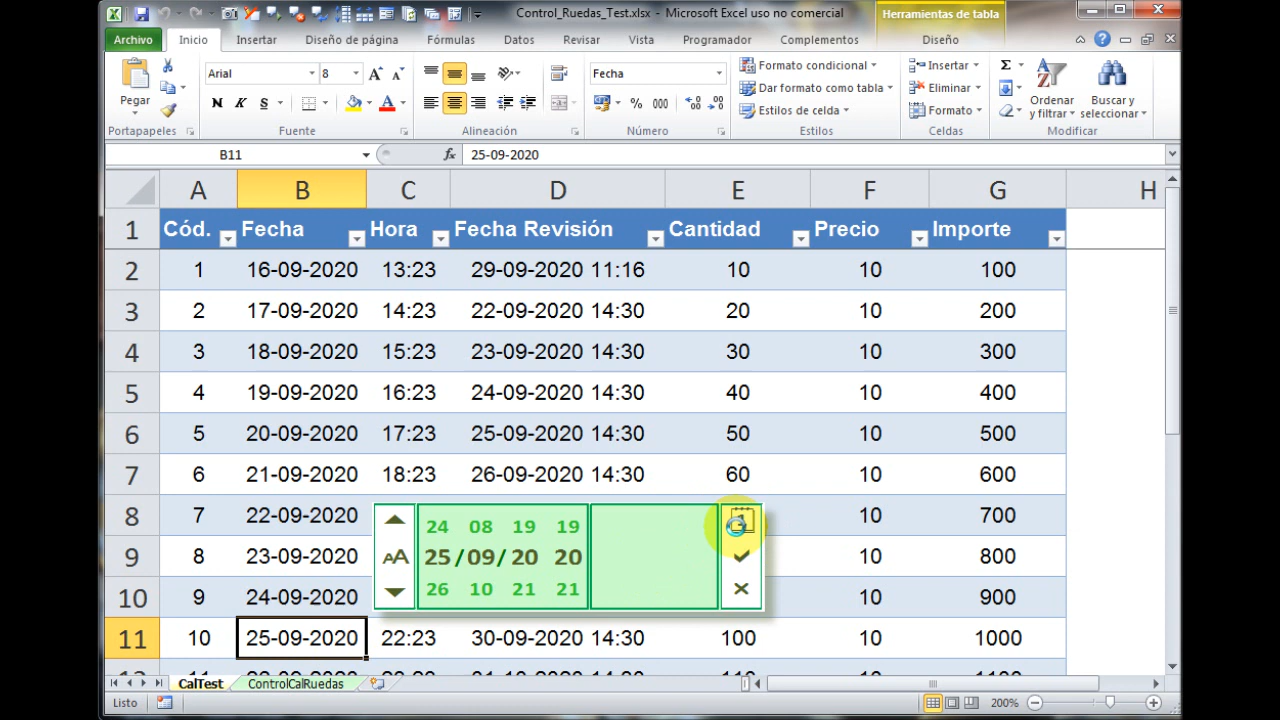 Control_Ruedas_Test.xlsx - Microsoft Excel uso no comercial
Herramientas de tabla
Archivo Inicio Insertar Diseño de página Fórmulas Datos Revisar Vista Programador Complementos Diseño
Pegar
Portapapeles
Arial 8
N K S A
Fuente
Alineación
Fecha
% 000
Número
Formato condicional
Dar formato como tabla
Estilos de celda
Estilos
Insertar
Eliminar
Formato
Celdas
Σ
Ordenar y filtrar
Buscar y seleccionar
Modificar
B11 fx 25-09-2020
A B C D E F G H
1 Cód. Fecha Hora Fecha Revisión Cantidad Precio Importe
2 1 16-09-2020 13:23 29-09-2020 11:16 10 10 100
3 2 17-09-2020 14:23 22-09-2020 14:30 20 10 200
4 3 18-09-2020 15:23 23-09-2020 14:30 30 10 300
5 4 19-09-2020 16:23 24-09-2020 14:30 40 10 400
6 5 20-09-2020 17:23 25-09-2020 14:30 50 10 500
7 6 21-09-2020 18:23 26-09-2020 14:30 60 10 600
8 7 22-09-2020 10 700
24 08 19 19
9 8 23-09-2020 10 800
AA 25/09/20 20
10 9 24-09-2020 10 900
26 10 21 21
11 10 25-09-2020 22:23 30-09-2020 14:30 100 10 1000
CalTest ControlCalRuedas
Listo 200%